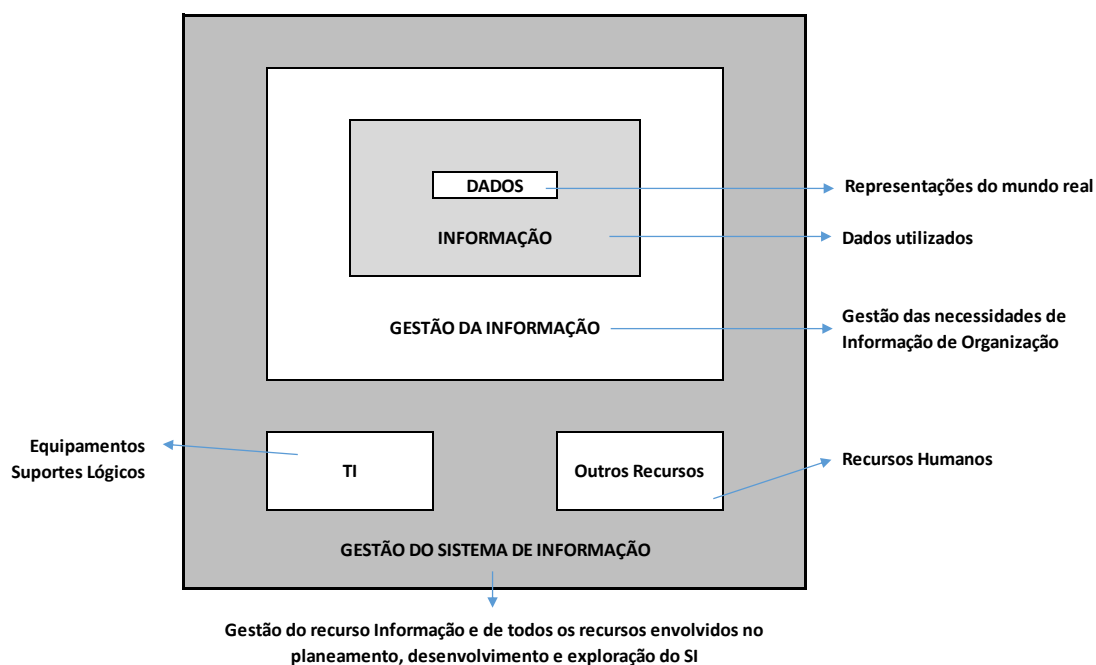 DADOS
Representações do mundo real
INFORMAÇÃO
Dados utilizados
GESTÃO DA INFORMAÇÃO
Gestão das necessidades de
Informação de Organização
Equipamentos
Suportes Lógicos
TI
Outros Recursos
Recursos Humanos
GESTÃO DO SISTEMA DE INFORMAÇÃO
Gestão do recurso Informação e de todos os recursos envolvidos no
planeamento, desenvolvimento e exploração do SI